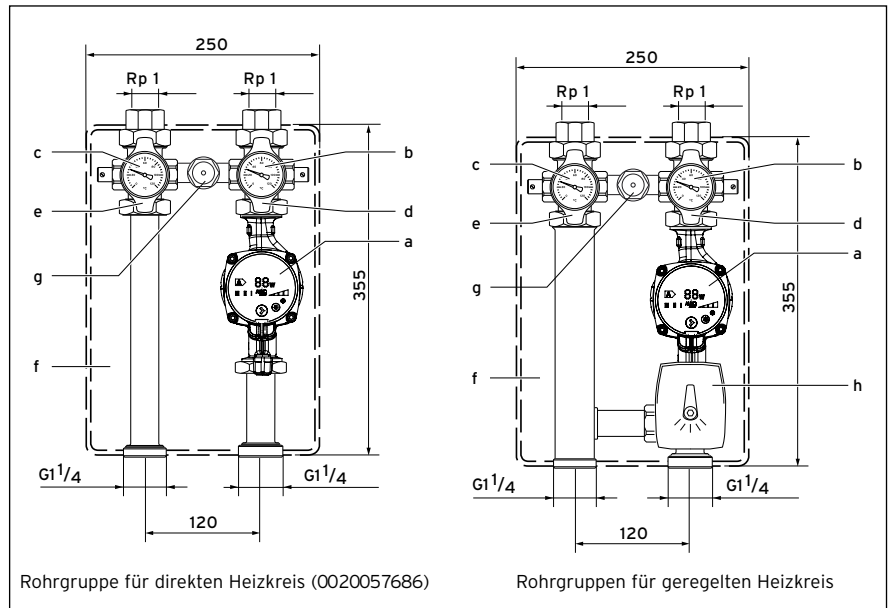 250
Rp 1
Rp 1
c
b
e
d
g
a
355
f
G1 1/4
G1 1/4
120
Rohrgruppe für direkten Heizkreis (0020057686)
250
Rp 1
Rp 1
c
b
e
d
g
a
355
f
h
G1 1/4
G1 1/4
120
Rohrgruppen für geregelten Heizkreis